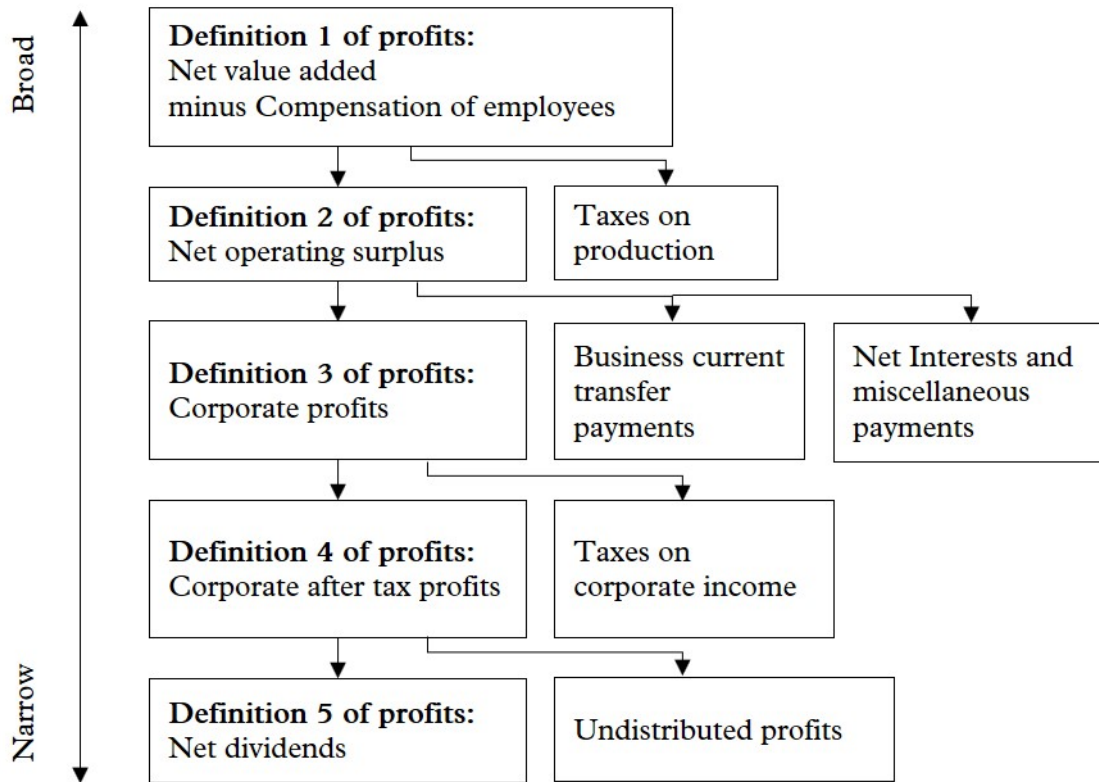 Broad
Definition 1 of profits:
Net value added
minus Compensation of employees
Definition 2 of profits:
Net operating surplus
Taxes on
production
Definition 3 of profits:
Corporate profits
Business current
transfer
payments
Net Interests and
miscellaneous
payments
Definition 4 of profits:
Corporate after tax profits
Taxes on
corporate income
Narrow
Definition 5 of profits:
Net dividends
Undistributed profits